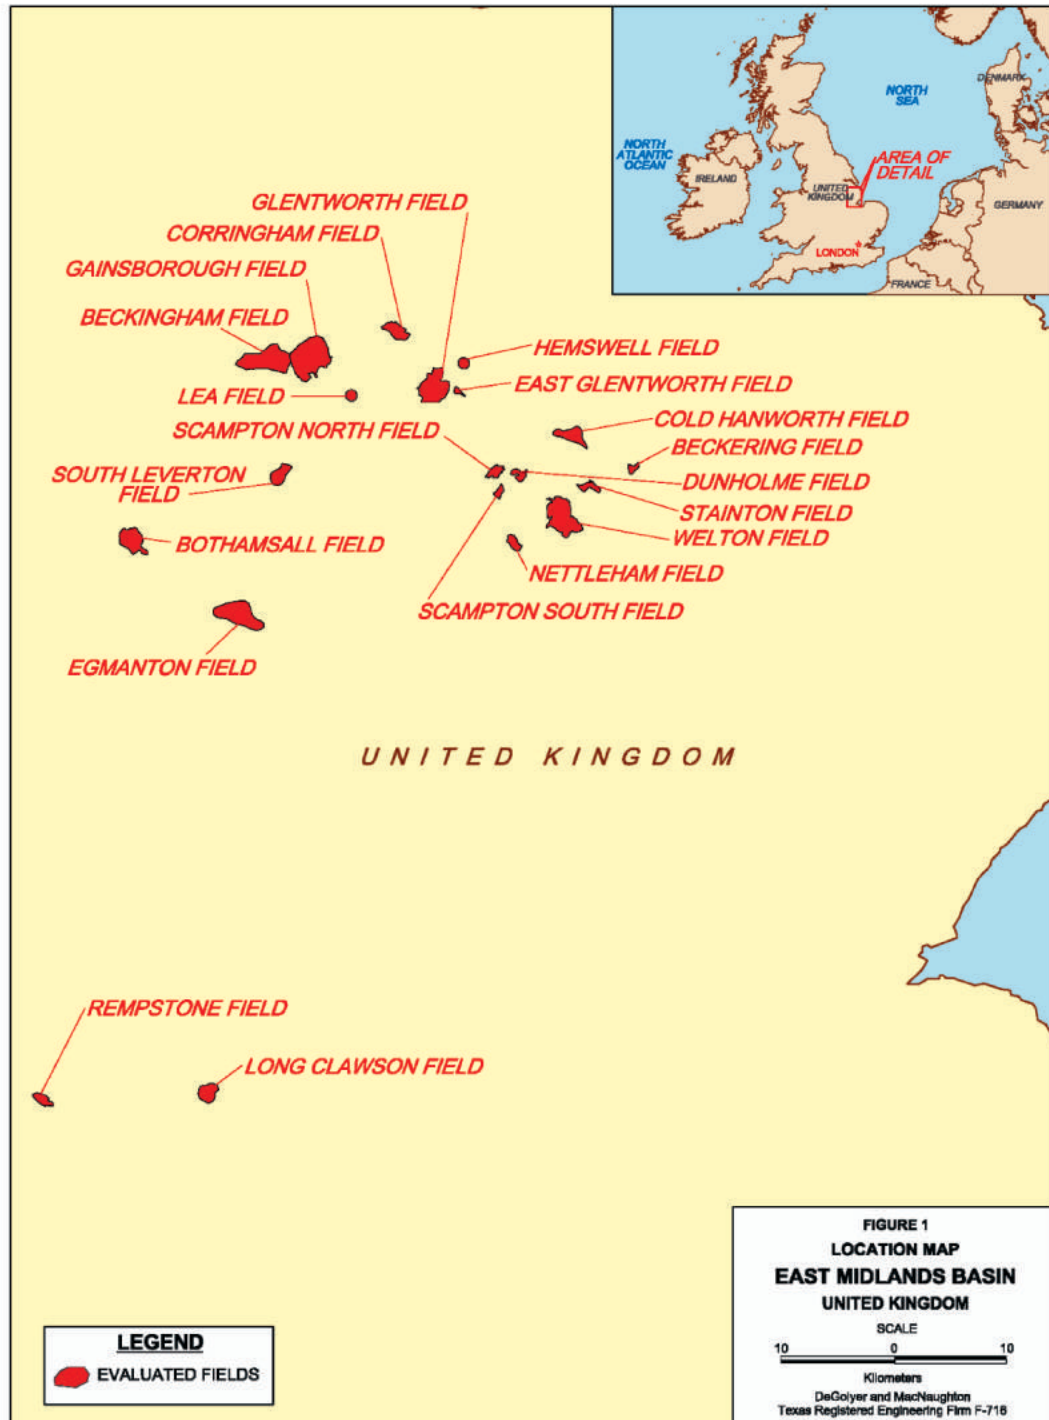 NORTH
SEA
DENMARK
NORTH
ATLANTIC
OCEAN
IRELAND
AREA OF
DETAIL
UNITED
KINGDOM
GERMANY
LONDON
FRANCE
GLENTWORTH FIELD
CORRINGHAM FIELD
GAINSBOROUGH FIELD
BECKINGHAM FIELD
HEMSWELL FIELD
EAST GLENTWORTH FIELD
LEA FIELD
COLD HANWORTH FIELD
SCAMPTON NORTH FIELD
BECKERING FIELD
SOUTH LEVERTON
FIELD
DUNHOLME FIELD
STAINTON FIELD
WELTON FIELD
BOTHAMSALL FIELD
NETTLEHAM FIELD
SCAMPTON SOUTH FIELD
EGMANTON FIELD
UNITED KINGDOM
REMPSTONE FIELD
LONG CLAWSON FIELD
LEGEND
EVALUATED FIELDS
FIGURE 1
LOCATION MAP
EAST MIDLANDS BASIN
UNITED KINGDOM
SCALE
10 0 10
Kilometers
DeGolyer and MacNaughton
Texas Registered Engineering Firm F-716